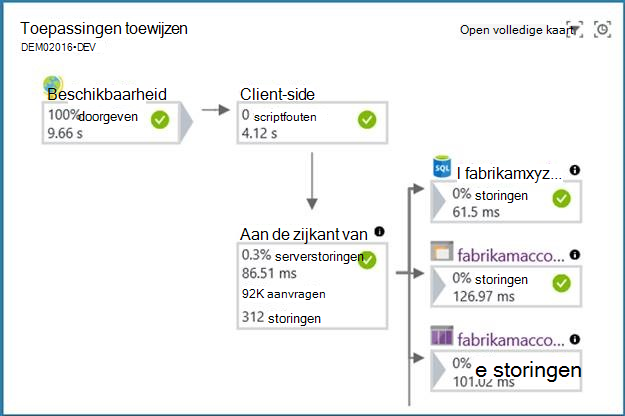 Toepassingen toewijzen
Open volledige kaart
DEMO2016•DEV
Beschikbaarheid
100% doorgeven
9.66 s
Client-side
0 scriptfouten
4.12 s
Aan de zijkant van
0.3% serverstoringen
86.51 ms
92K aanvragen
312 storingen
SQL
l fabrikamxyz...
0% storingen
61.5 ms
fabrikamacco...
0% storingen
126.97 ms
fabrikamacco...
0% e storingen
101.02 ms